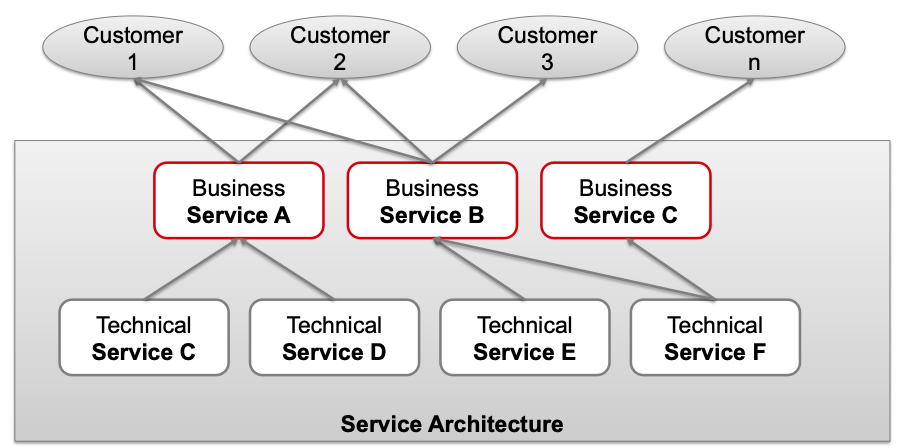 Customer
1
Customer
2
Customer
3
Customer
n
Business
Service A
Business
Service B
Business
Service C
Technical
Service C
Technical
Service D
Technical
Service E
Technical
Service F
Service Architecture